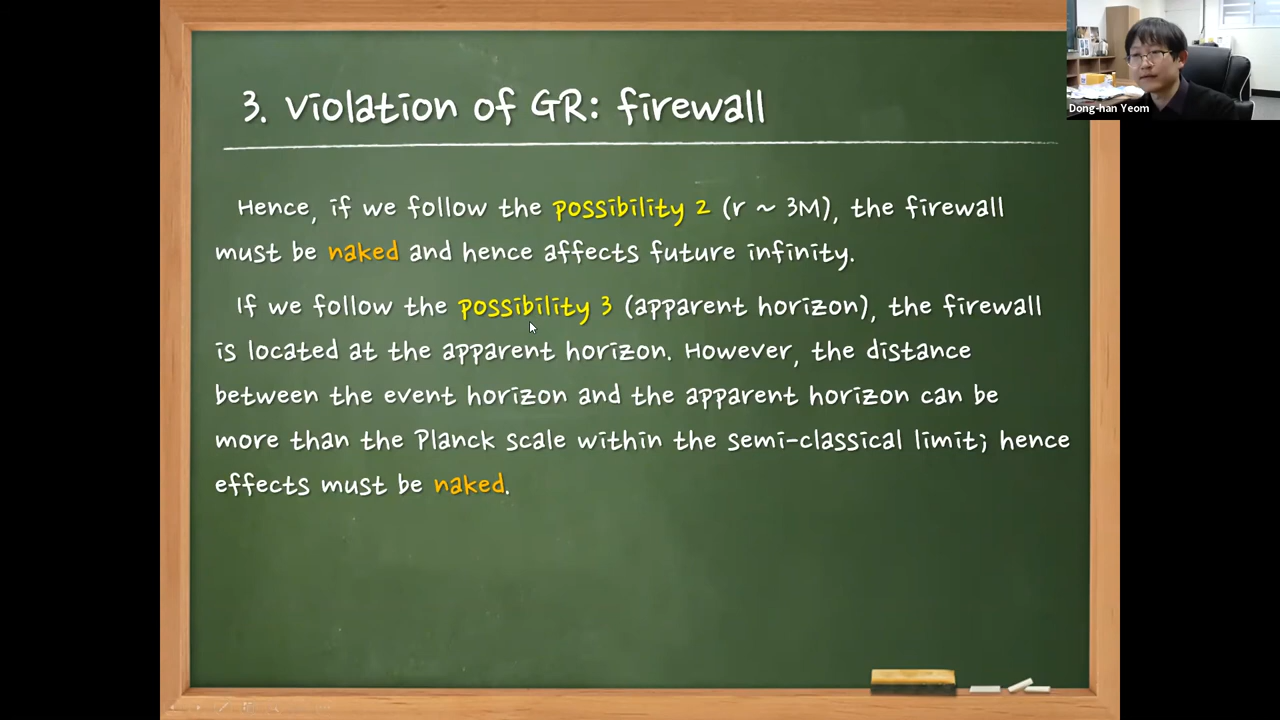 3. Violation of GR: firewall
Dong-han Yeom
Hence, if we follow the possibility 2 (r ~ 3M), the firewall
must be naked and hence affects future infinity.
If we follow the possibility 3 (apparent horizon), the firewall
is located at the apparent horizon. However, the distance
between the event horizon and the apparent horizon can be
more than the Planck scale within the semi-classical limit; hence
effects must be naked.